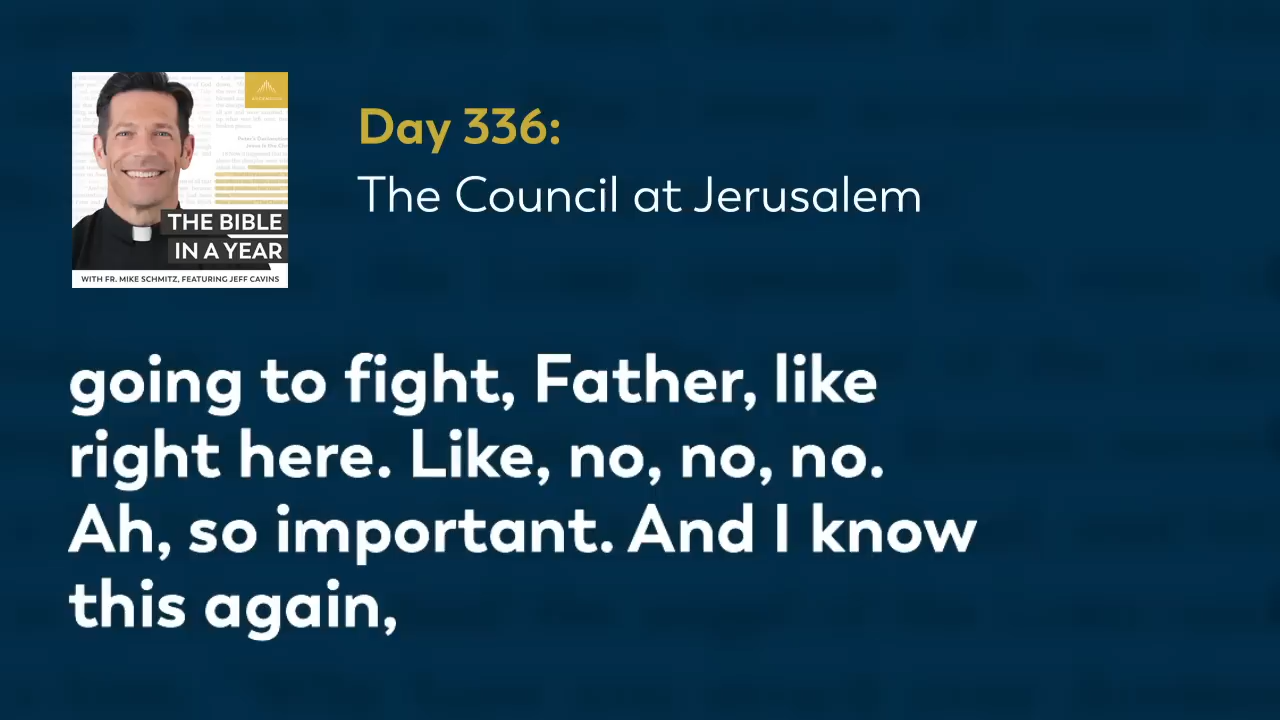 THE BIBLE
IN A YEAR
WITH FR. MIKE SCHMITZ, FEATURING JEFF CAVINS
Day 336:
The Council at Jerusalem
going to fight, Father, like
right here. Like, no, no, no.
Ah, so important. And I know
this again,